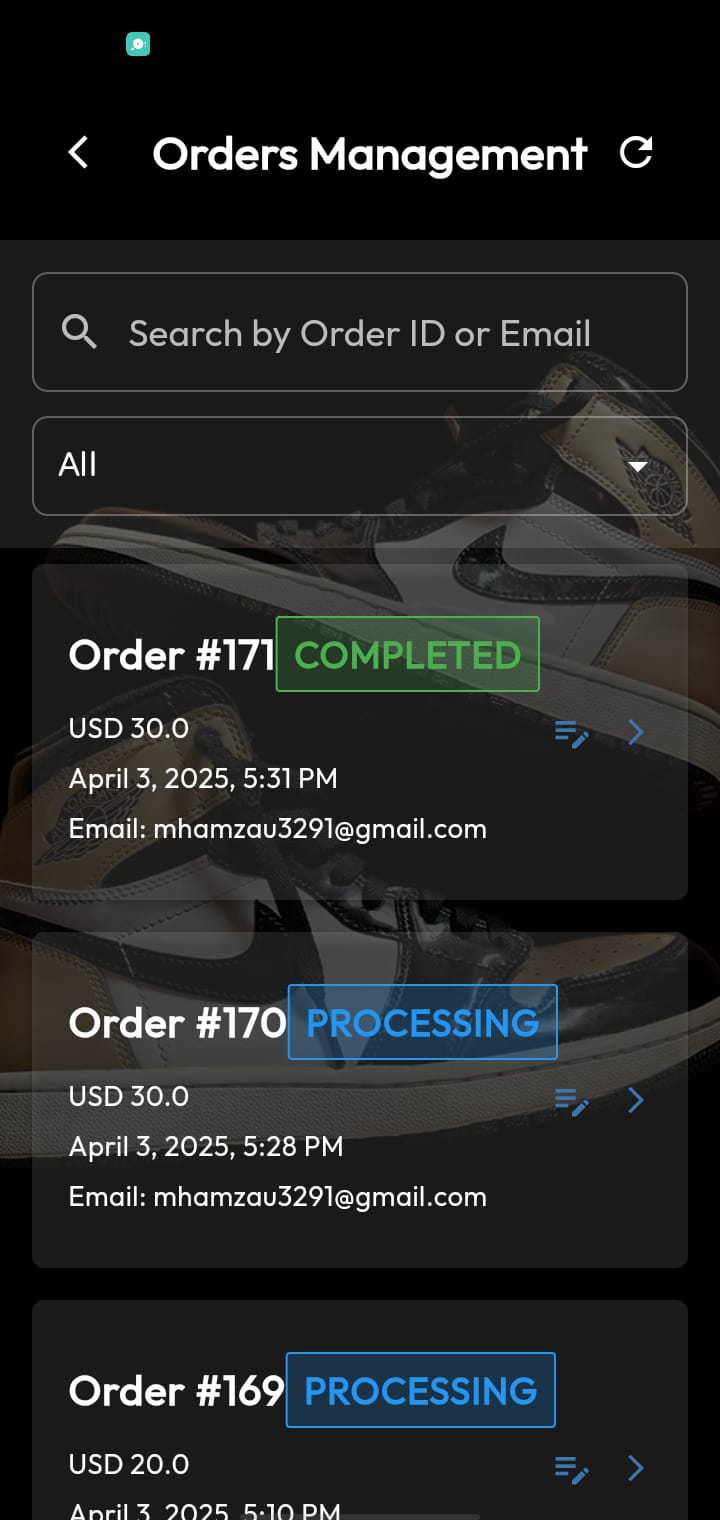 Orders Management
Search by Order ID or Email
All
Order #171 COMPLETED
USD 30.0
April 3, 2025, 5:31 PM
Email: mhamzau3291@gmail.com
Order #170 PROCESSING
USD 30.0
April 3, 2025, 5:28 PM
Email: mhamzau3291@gmail.com
Order #169 PROCESSING
USD 20.0
April 3, 2025, 5:10 PM